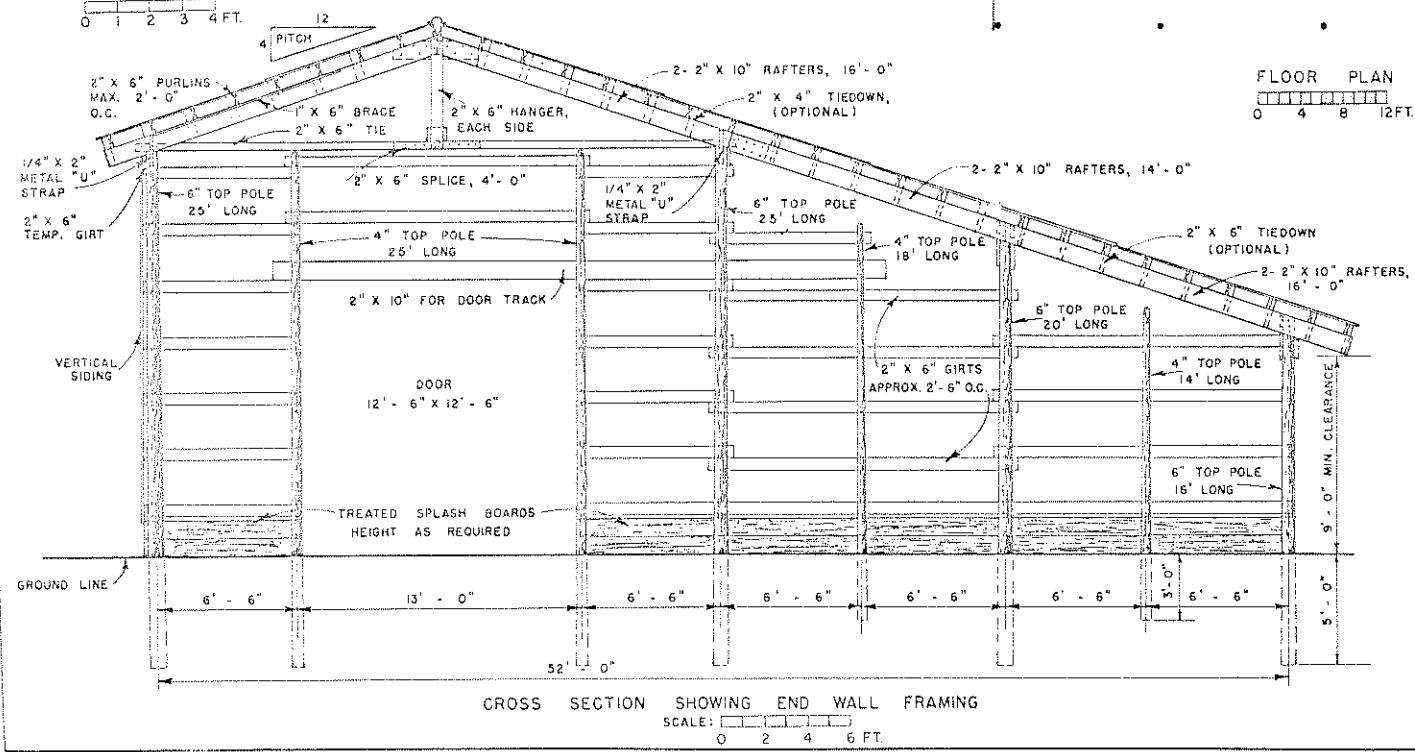 0 1 2 3 4 FT.
12
4 PITCH
FLOOR PLAN
0 4 8 12FT.
2" X 6" PURLINS
MAX. 2'-0"
O.C.
1" X 6" BRACE
2" X 6" TIE
2" X 6" HANGER,
EACH SIDE
2- 2" X 10" RAFTERS, 16'-0"
2" X 4" TIEDOWN,
(OPTIONAL)
1/4" X 2"
METAL "U"
STRAP
2" X 6"
TEMP. GIRT
6" TOP POLE
25' LONG
2" X 6" SPLICE, 4'-0"
1/4" X 2"
METAL "U"
STRAP
6" TOP POLE
25' LONG
2- 2" X 10" RAFTERS, 14'-0"
4" TOP POLE
25' LONG
4" TOP POLE
18' LONG
2" X 6" TIEDOWN
(OPTIONAL)
2- 2" X 10" RAFTERS,
16'-0"
2" X 10" FOR DOOR TRACK
6" TOP POLE
20' LONG
VERTICAL
SIDING
DOOR
12'-6" X 12'-6"
2" X 6" GIRTS
APPROX. 2'-6" O.C.
4" TOP POLE
14' LONG
9'-0" MIN. CLEARANCE
6" TOP POLE
16' LONG
TREATED SPLASH BOARDS
HEIGHT AS REQUIRED
GROUND LINE
6'-6"
13'-0"
6'-6"
6'-6"
6'-6"
6'-6"
6'-6"
3'-0"
5'-0"
52'-0"
CROSS SECTION SHOWING END WALL FRAMING
SCALE:
0 2 4 6 FT.